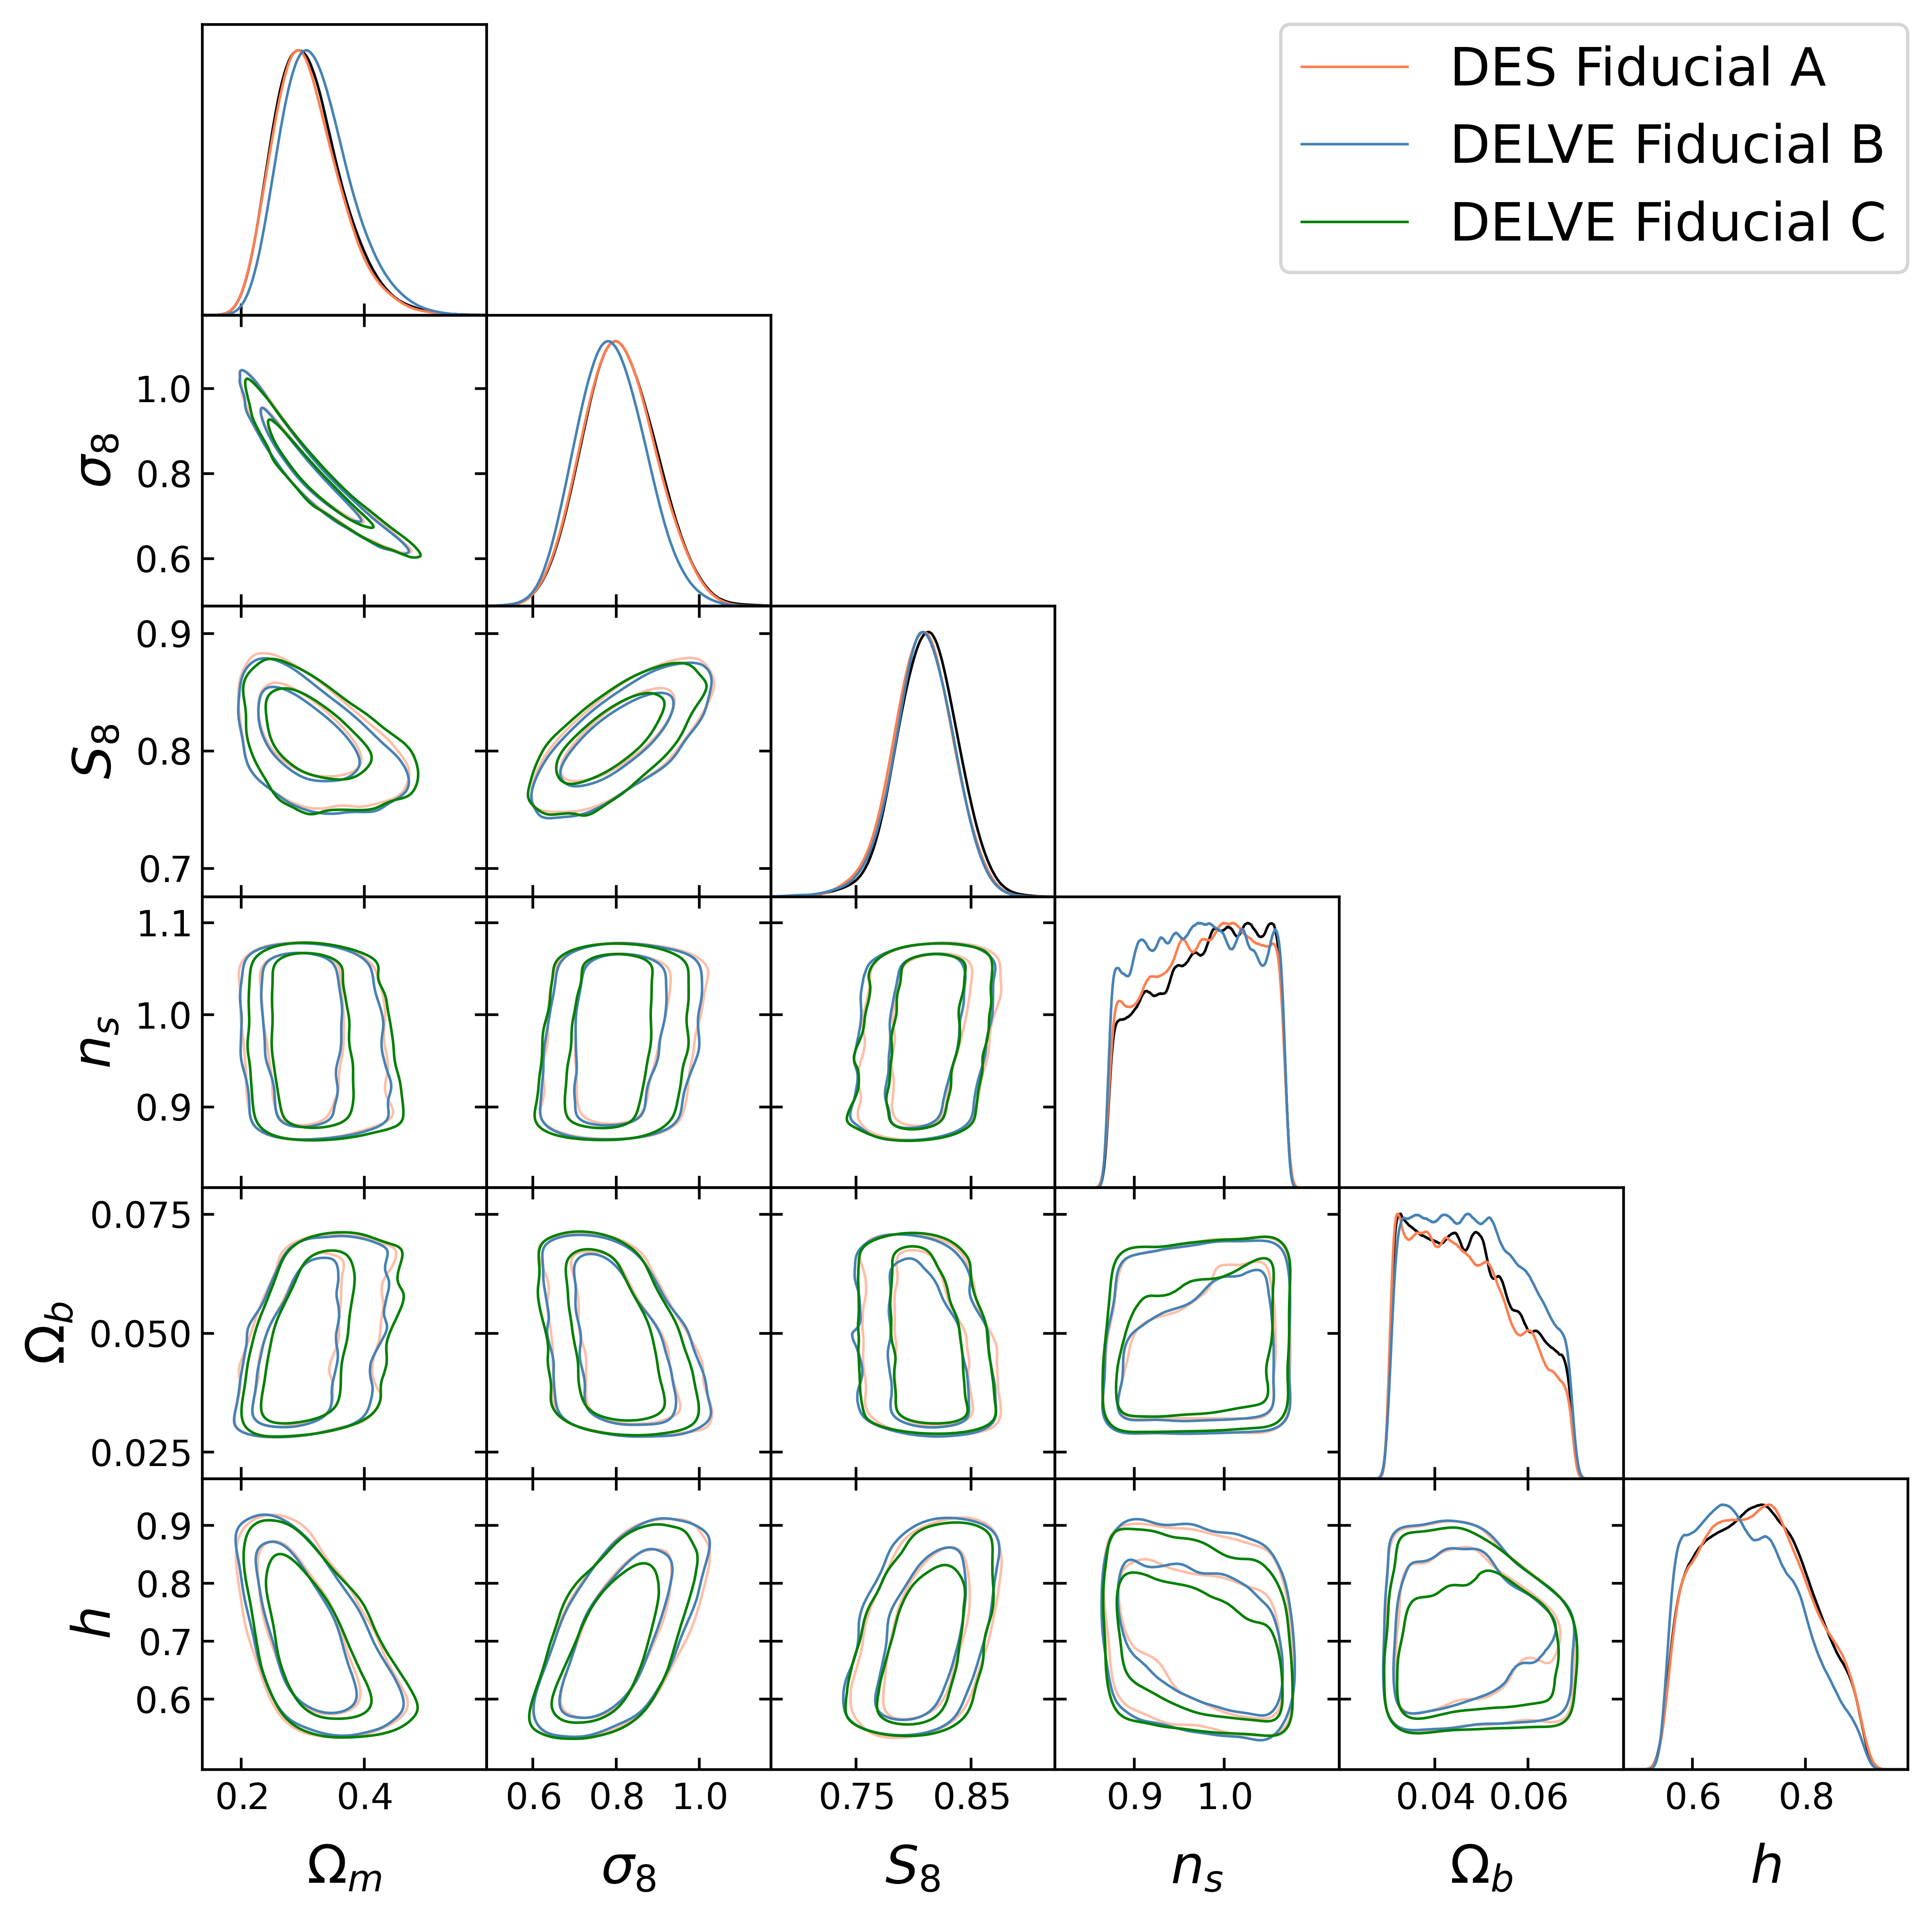 DES Fiducial A
DELVE Fiducial B
DELVE Fiducial C
σ8
1.0
0.8
0.6
S8
0.9
0.8
0.7
ns
1.1
1.0
0.9
Ωb
0.075
0.050
0.025
h
0.9
0.8
0.7
0.6
0.2 0.4 0.6 0.8 1.0 0.75 0.85 0.9 1.0 0.04 0.06 0.6 0.8
Ωm σ8 S8 ns Ωb h